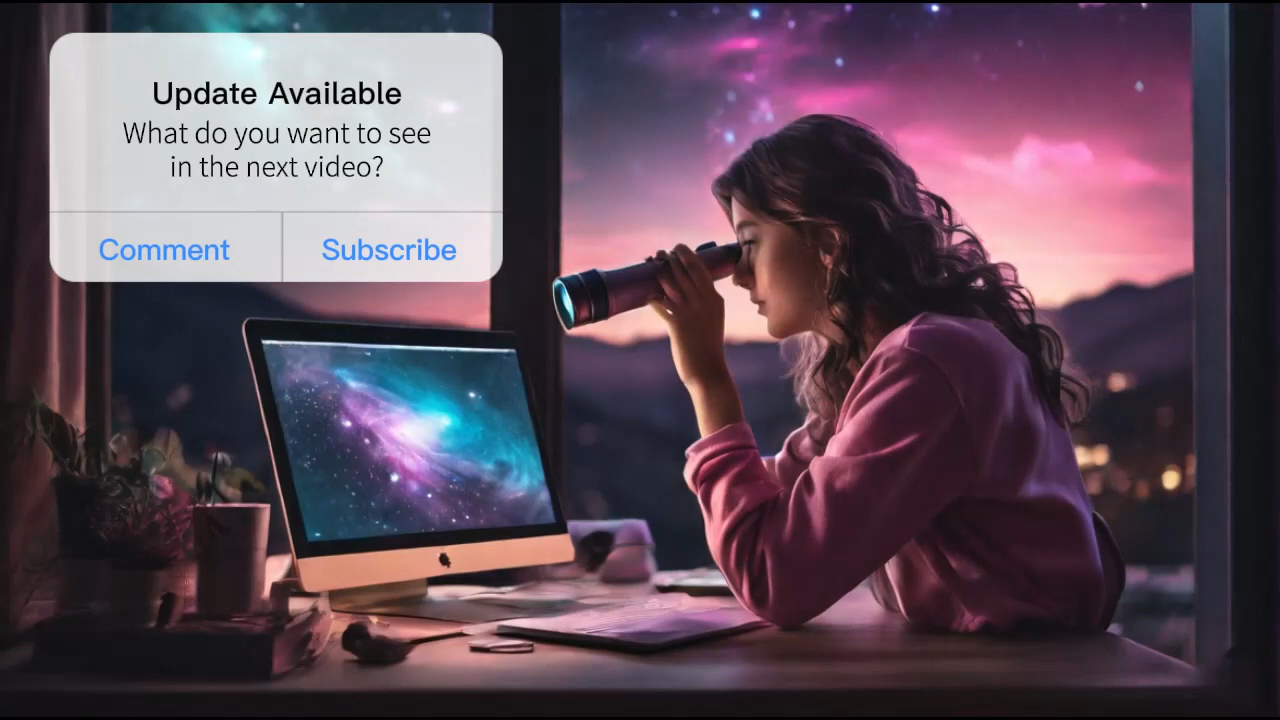 Update Available
What do you want to see
in the next video?
Comment
Subscribe